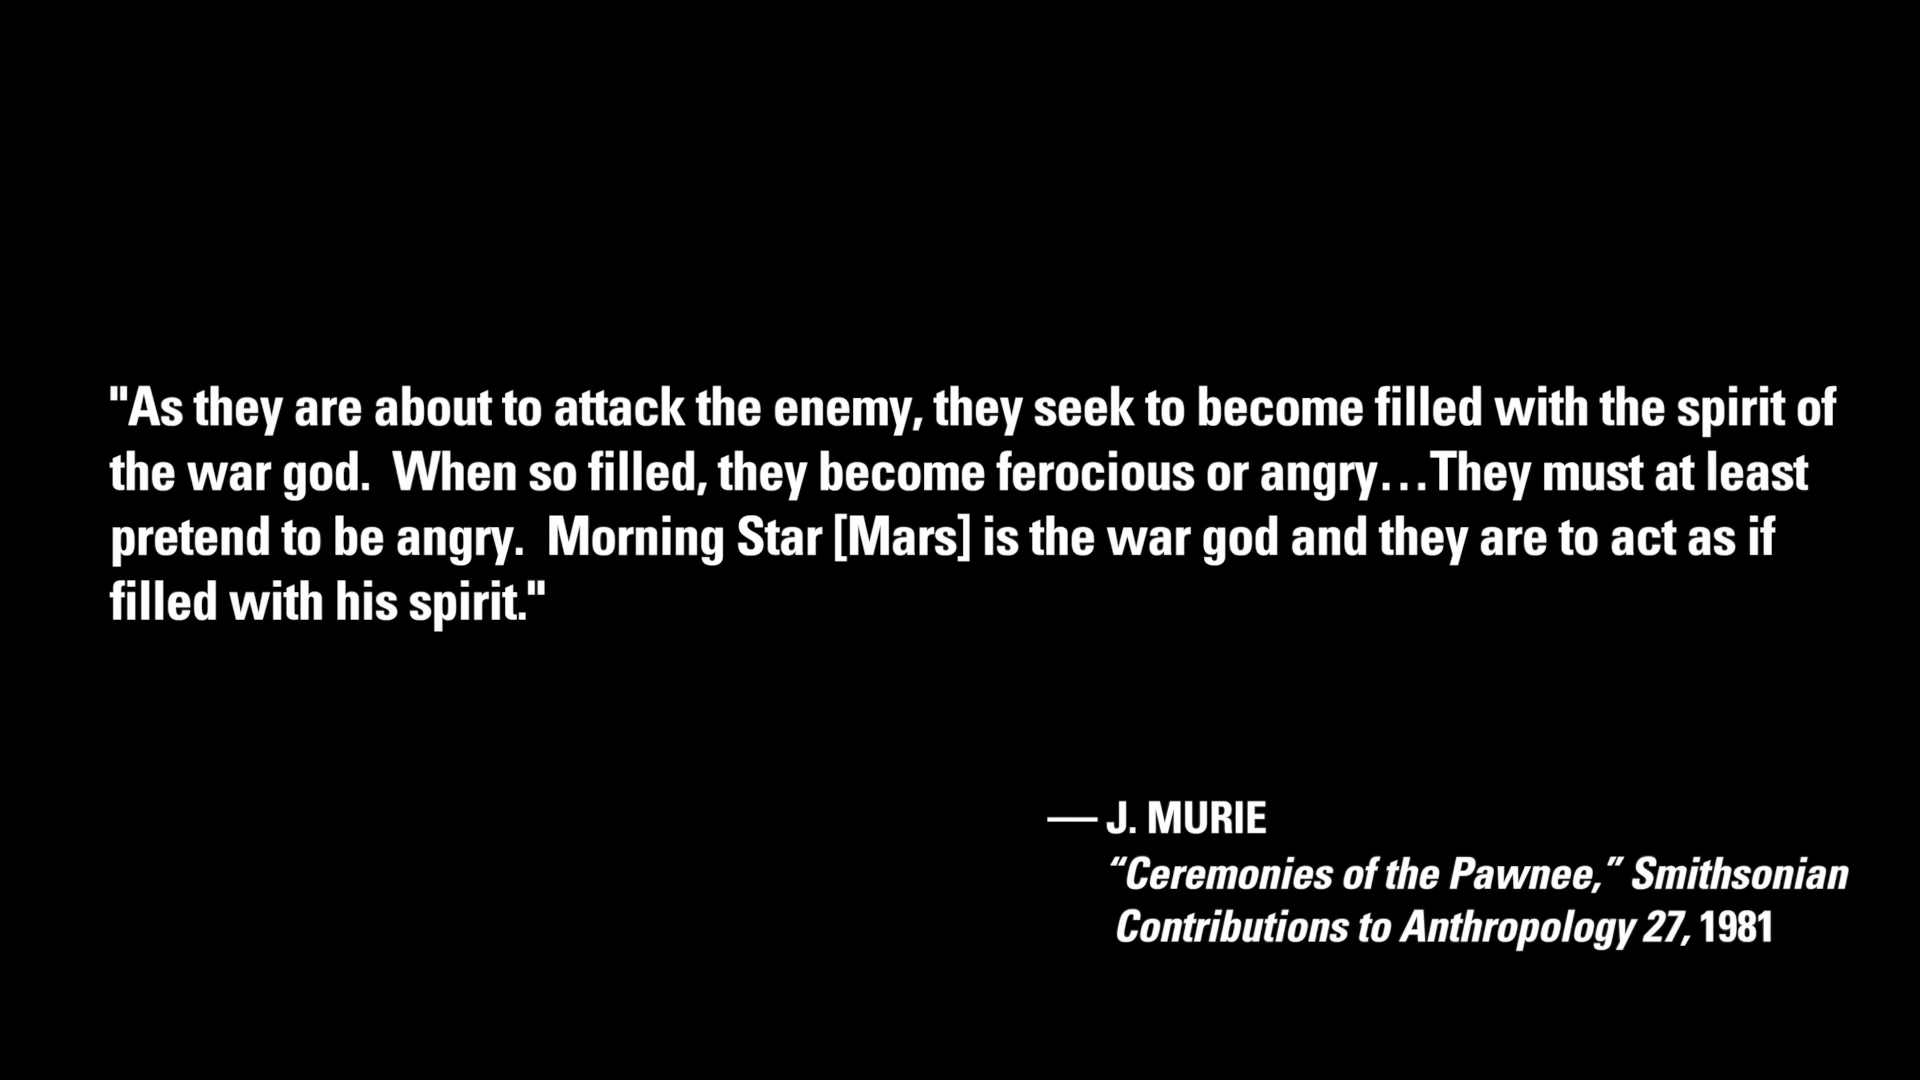 "As they are about to attack the enemy, they seek to become filled with the spirit of
the war god.  When so filled, they become ferocious or angry...They must at least
pretend to be angry.  Morning Star [Mars] is the war god and they are to act as if
filled with his spirit."
— J. MURIE
“Ceremonies of the Pawnee,” Smithsonian
Contributions to Anthropology 27, 1981